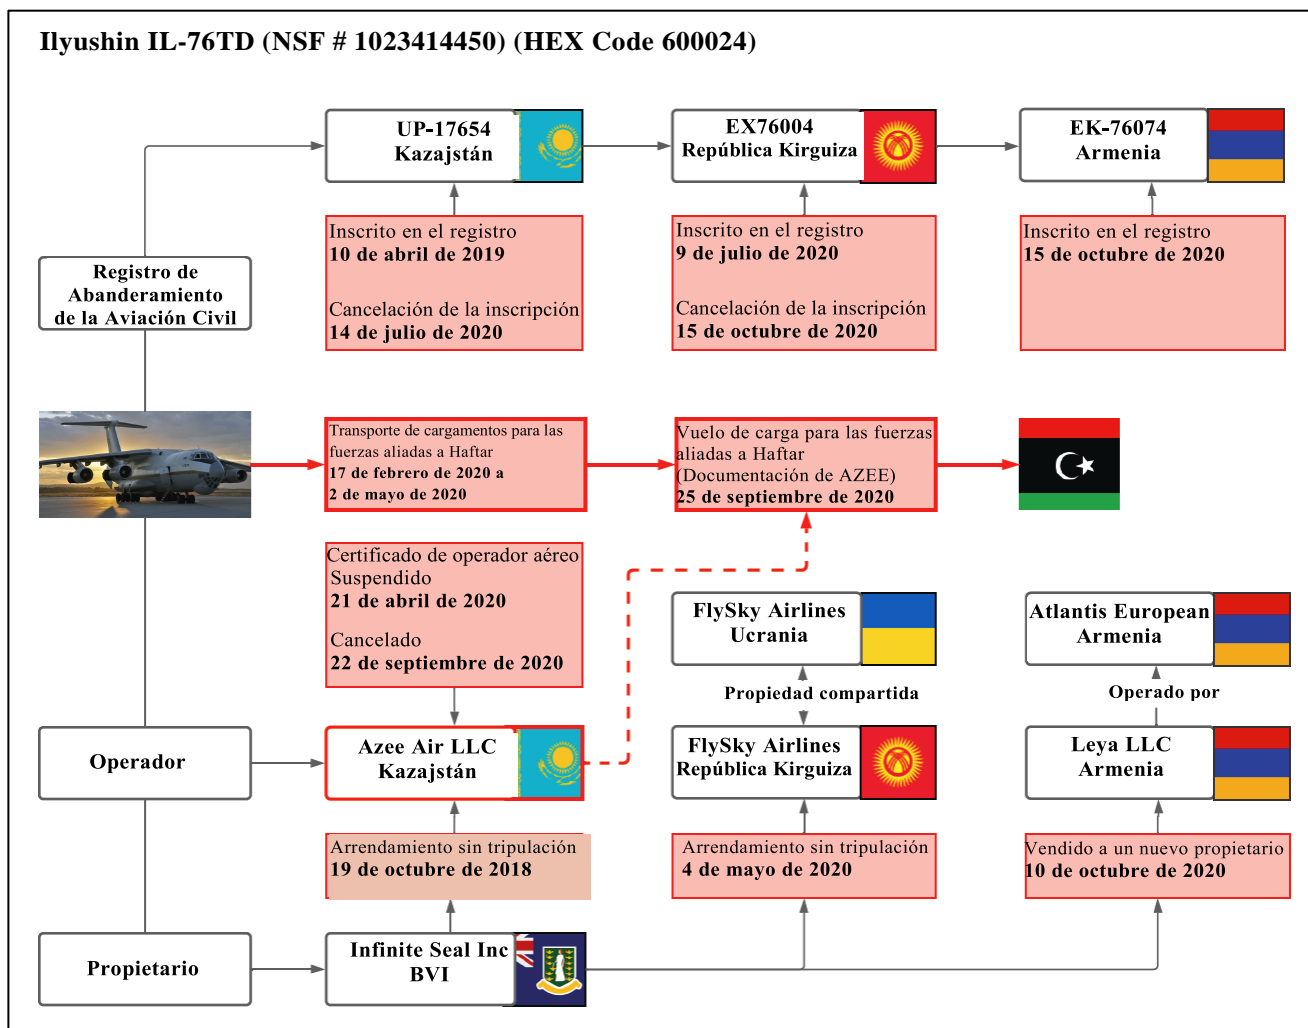 Ilyushin IL-76TD (NSF # 1023414450) (HEX Code 600024)
UP-17654
Kazajstán
EX76004
República Kirguiza
EK-76074
Armenia
Registro de
Abanderamiento
de la Aviación Civil
Inscrito en el registro
10 de abril de 2019
Cancelación de la inscripción
14 de julio de 2020
Inscrito en el registro
9 de julio de 2020
Cancelación de la inscripción
15 de octubre de 2020
Inscrito en el registro
15 de octubre de 2020
Transporte de cargamentos para las
fuerzas aliadas a Haftar
17 de febrero de 2020 a
2 de mayo de 2020
Vuelo de carga para las fuerzas
aliadas a Haftar
(Documentación de AZEE)
25 de septiembre de 2020
Certificado de operador aéreo
Suspendido
21 de abril de 2020
Cancelado
22 de septiembre de 2020
FlySky Airlines
Ucrania
Atlantis European
Armenia
Propiedad compartida
Operado por
Operador
Azee Air LLC
Kazajstán
FlySky Airlines
República Kirguiza
Leya LLC
Armenia
Arrendamiento sin tripulación
19 de octubre de 2018
Arrendamiento sin tripulación
4 de mayo de 2020
Vendido a un nuevo propietario
10 de octubre de 2020
Propietario
Infinite Seal Inc
BVI